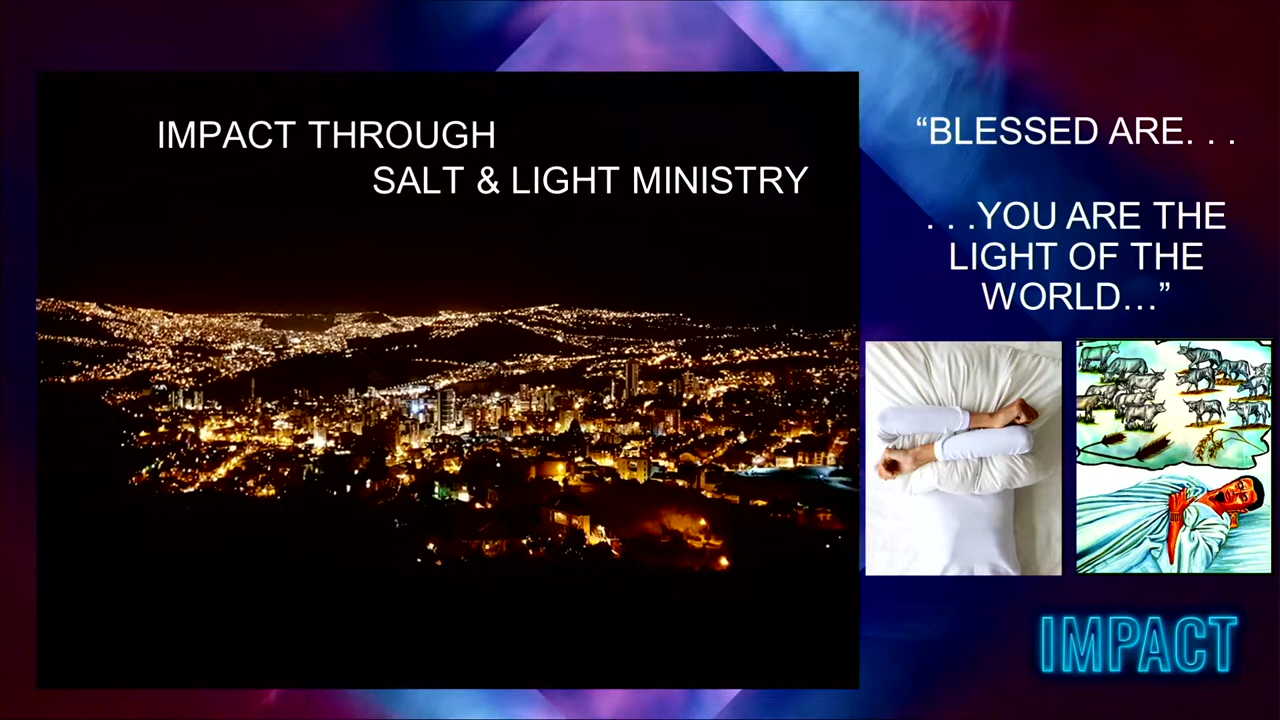 IMPACT THROUGH
SALT & LIGHT MINISTRY
“BLESSED ARE. . .
. . .YOU ARE THE
LIGHT OF THE
WORLD…”
IMPACT